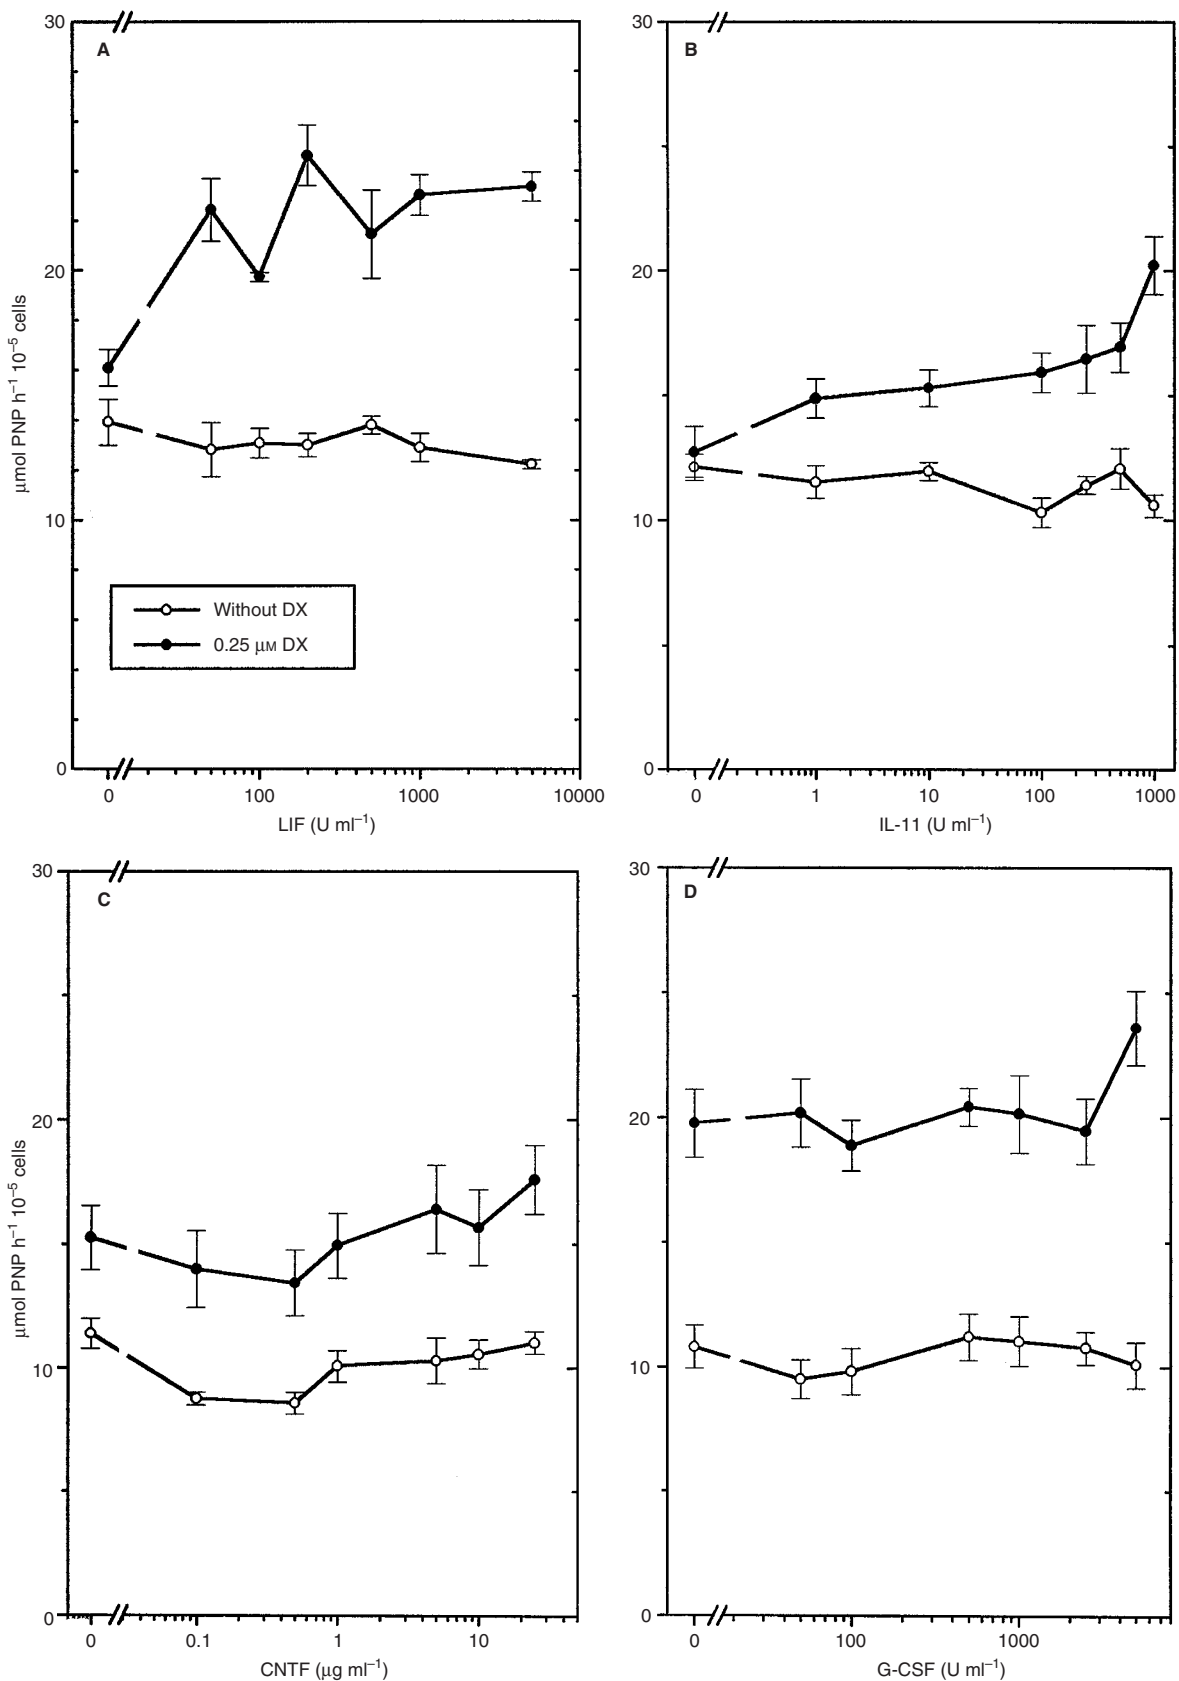 30
A
20
10
0
µmol PNP h⁻¹ 10⁻⁵ cells
Without DX
0.25 µM DX
0 100 1000 10000
LIF (U ml⁻¹)
30
B
20
10
0
0 1 10 100 1000
IL-11 (U ml⁻¹)
30
C
20
10
0
µmol PNP h⁻¹ 10⁻⁵ cells
0 0.1 1 10
CNTF (µg ml⁻¹)
30
D
20
10
0
0 100 1000
G-CSF (U ml⁻¹)